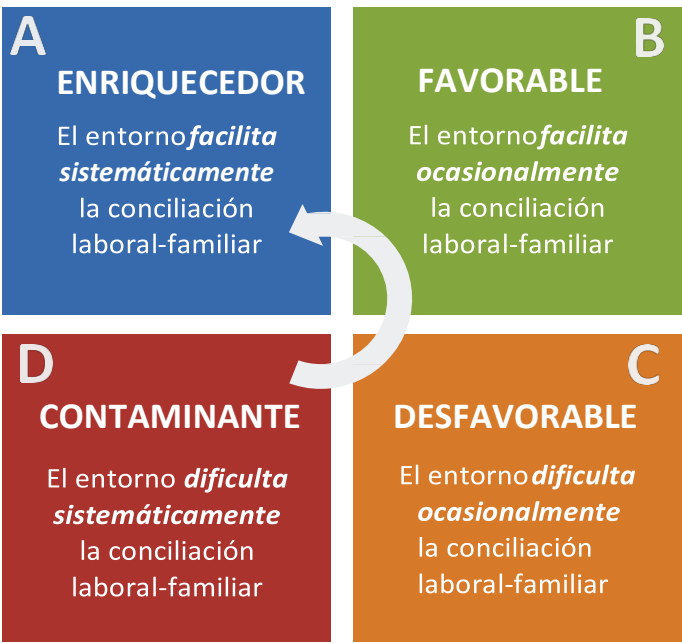 A
ENRIQUECEDOR
El entorno facilita
sistemáticamente
la conciliación
laboral-familiar
B
FAVORABLE
El entorno facilita
ocasionalmente
la conciliación
laboral-familiar
D
CONTAMINANTE
El entorno dificulta
sistemáticamente
la conciliación
laboral-familiar
C
DESFAVORABLE
El entorno dificulta
ocasionalmente
la conciliación
laboral-familiar